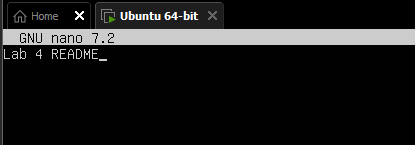 Home Ubuntu 64-bit
GNU nano 7.2
Lab 4 README